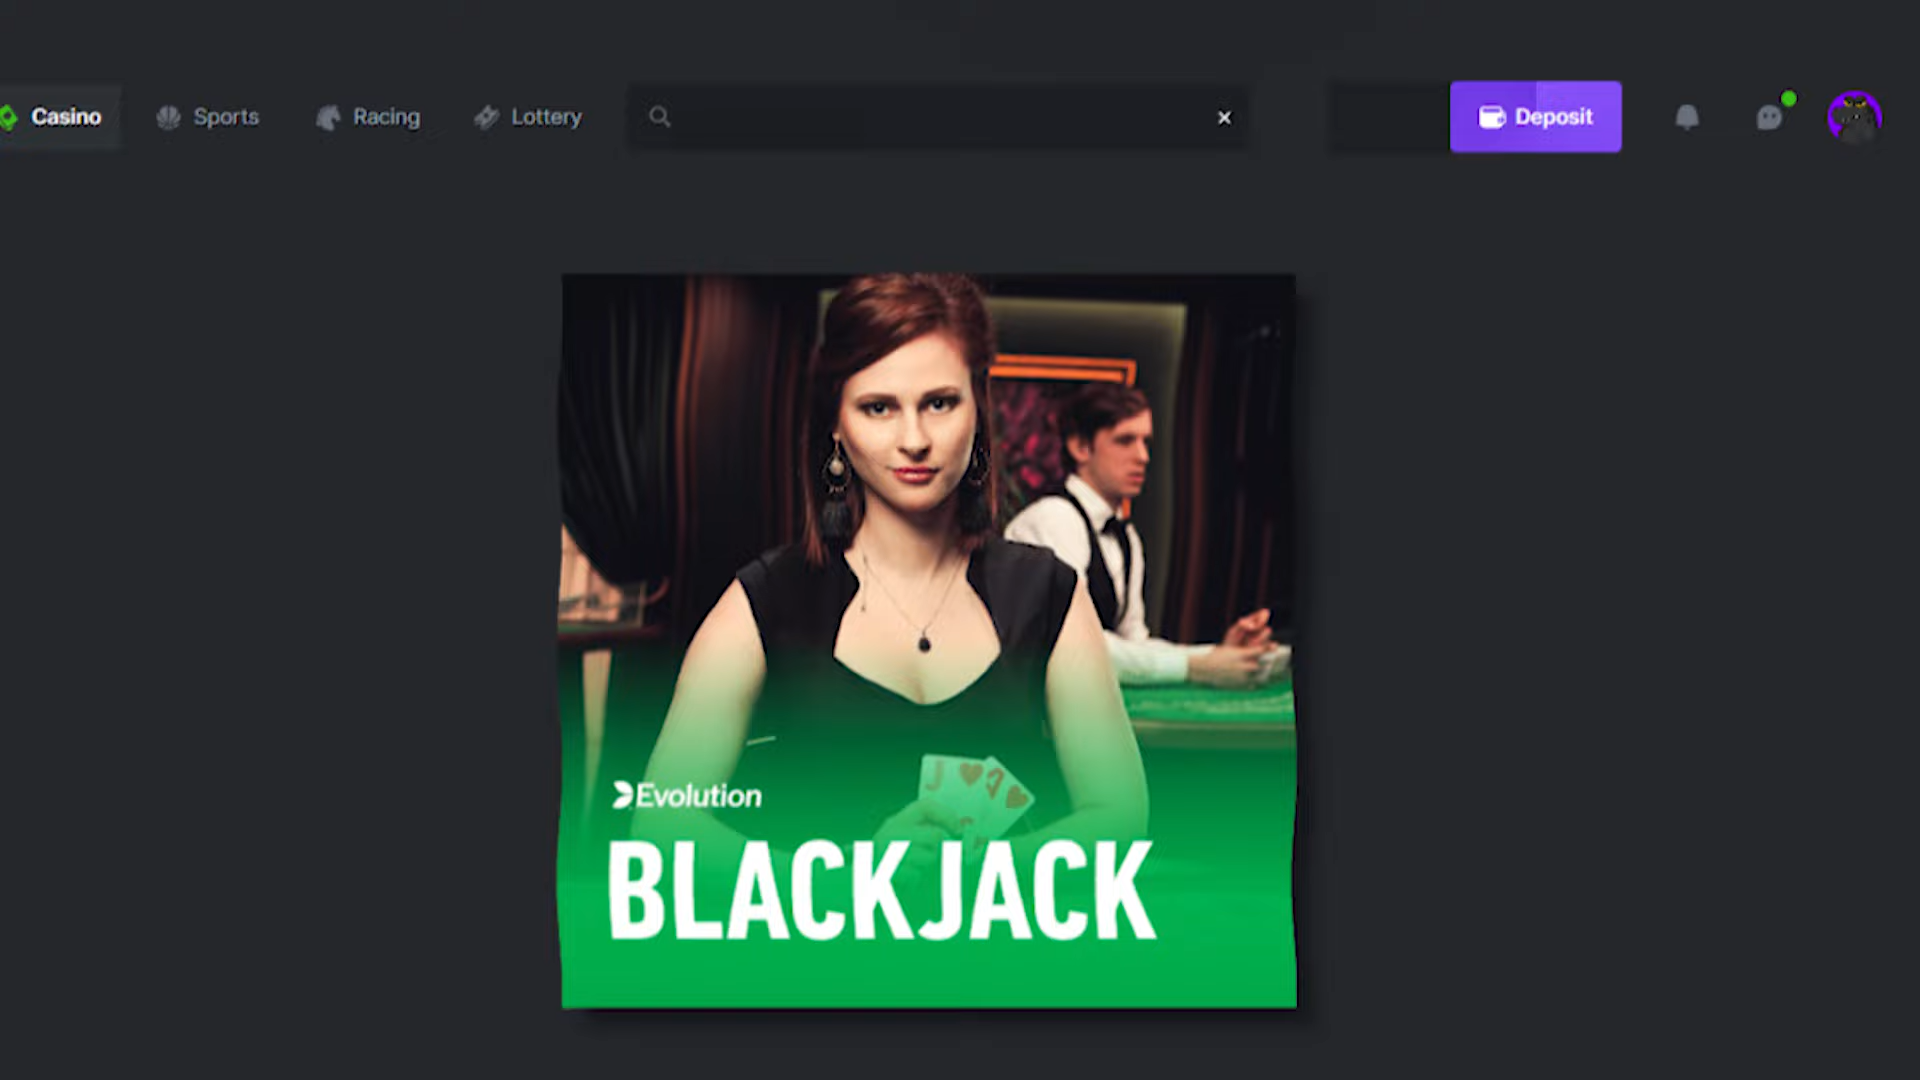 Casino
Sports
Racing
Lottery
Deposit
J
Evolution
BLACKJACK